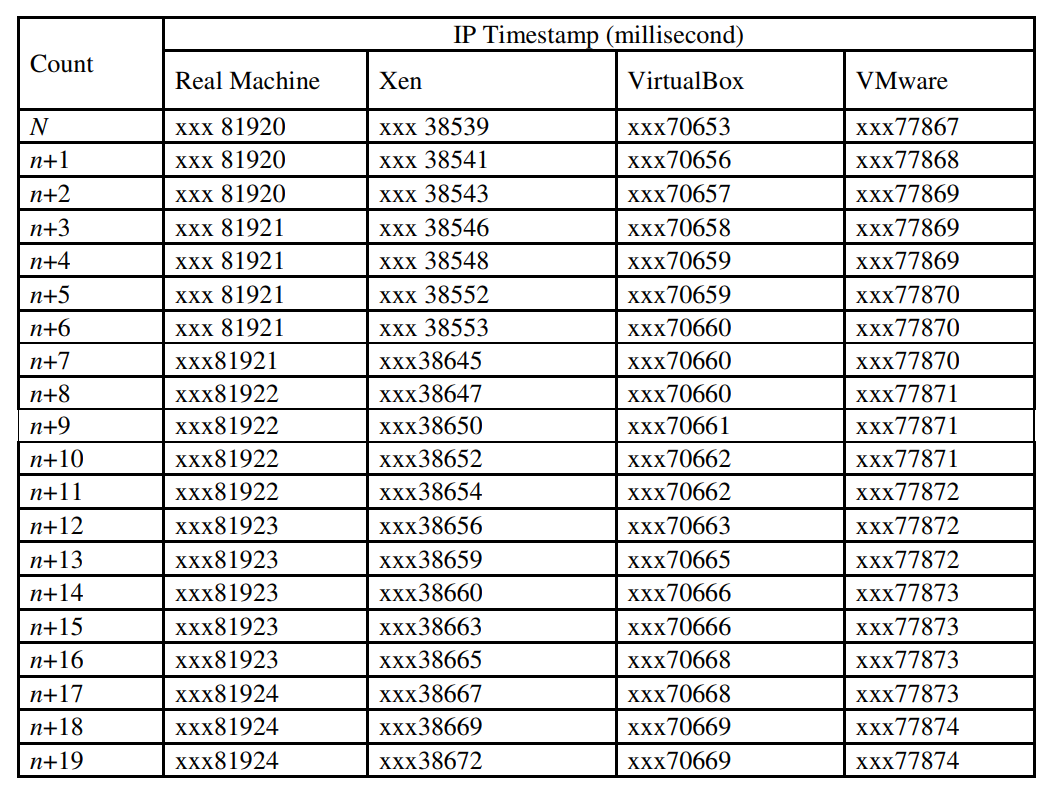 IP Timestamp (millisecond)
Count
Real Machine Xen VirtualBox VMware
N xxx 81920 xxx 38539 xxx70653 xxx77867
n+1 xxx 81920 xxx 38541 xxx70656 xxx77868
n+2 xxx 81920 xxx 38543 xxx70657 xxx77869
n+3 xxx 81921 xxx 38546 xxx70658 xxx77869
n+4 xxx 81921 xxx 38548 xxx70659 xxx77869
n+5 xxx 81921 xxx 38552 xxx70659 xxx77870
n+6 xxx 81921 xxx 38553 xxx70660 xxx77870
n+7 xxx81921 xxx38645 xxx70660 xxx77870
n+8 xxx81922 xxx38647 xxx70660 xxx77871
n+9 xxx81922 xxx38650 xxx70661 xxx77871
n+10 xxx81922 xxx38652 xxx70662 xxx77871
n+11 xxx81922 xxx38654 xxx70662 xxx77872
n+12 xxx81923 xxx38656 xxx70663 xxx77872
n+13 xxx81923 xxx38659 xxx70665 xxx77872
n+14 xxx81923 xxx38660 xxx70666 xxx77873
n+15 xxx81923 xxx38663 xxx70666 xxx77873
n+16 xxx81923 xxx38665 xxx70668 xxx77873
n+17 xxx81924 xxx38667 xxx70668 xxx77873
n+18 xxx81924 xxx38669 xxx70669 xxx77874
n+19 xxx81924 xxx38672 xxx70669 xxx77874